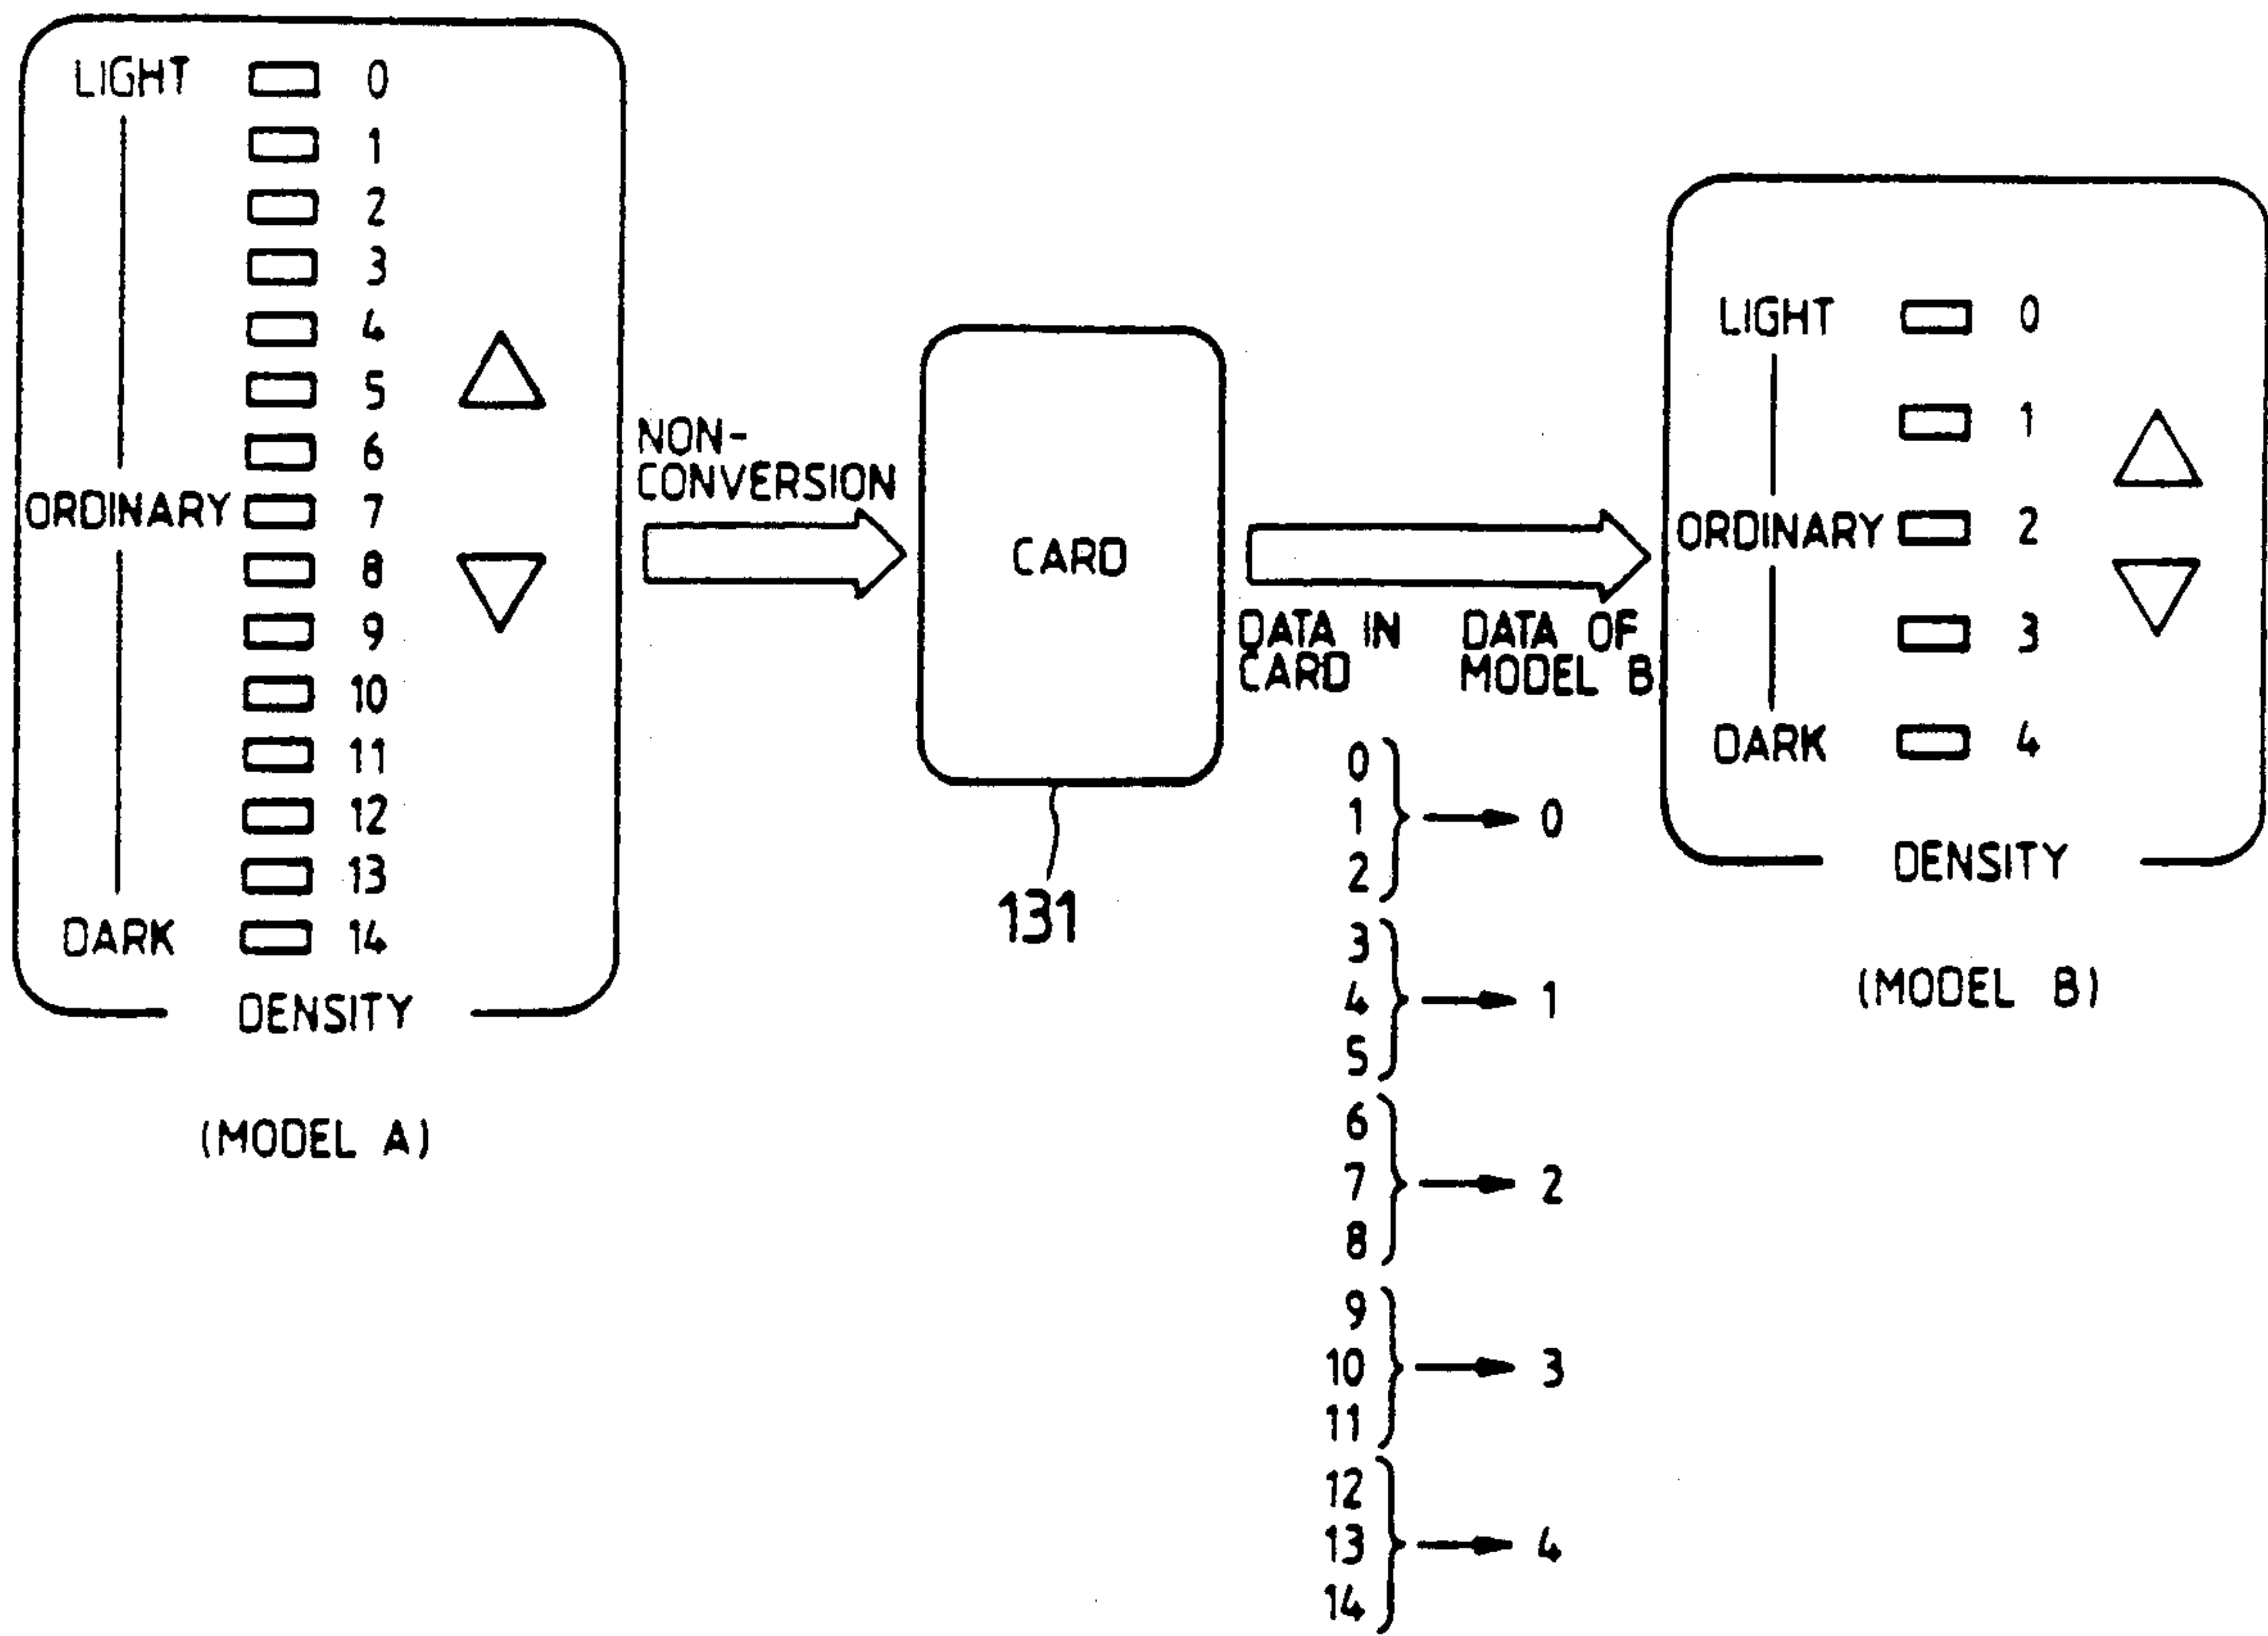 LIGHT 0
1
2
3
4
5
6
ORDINARY 7
8
9
10
11
12
13
DARK 14
DENSITY
(MODEL A)
NON-
CONVERSION
CARD
131
DATA IN
CARD
DATA OF
MODEL B
0
1
2
0
3
4
5
1
6
7
8
2
9
10
11
3
12
13
14
4
LIGHT 0
1
ORDINARY 2
3
DARK 4
DENSITY
(MODEL B)